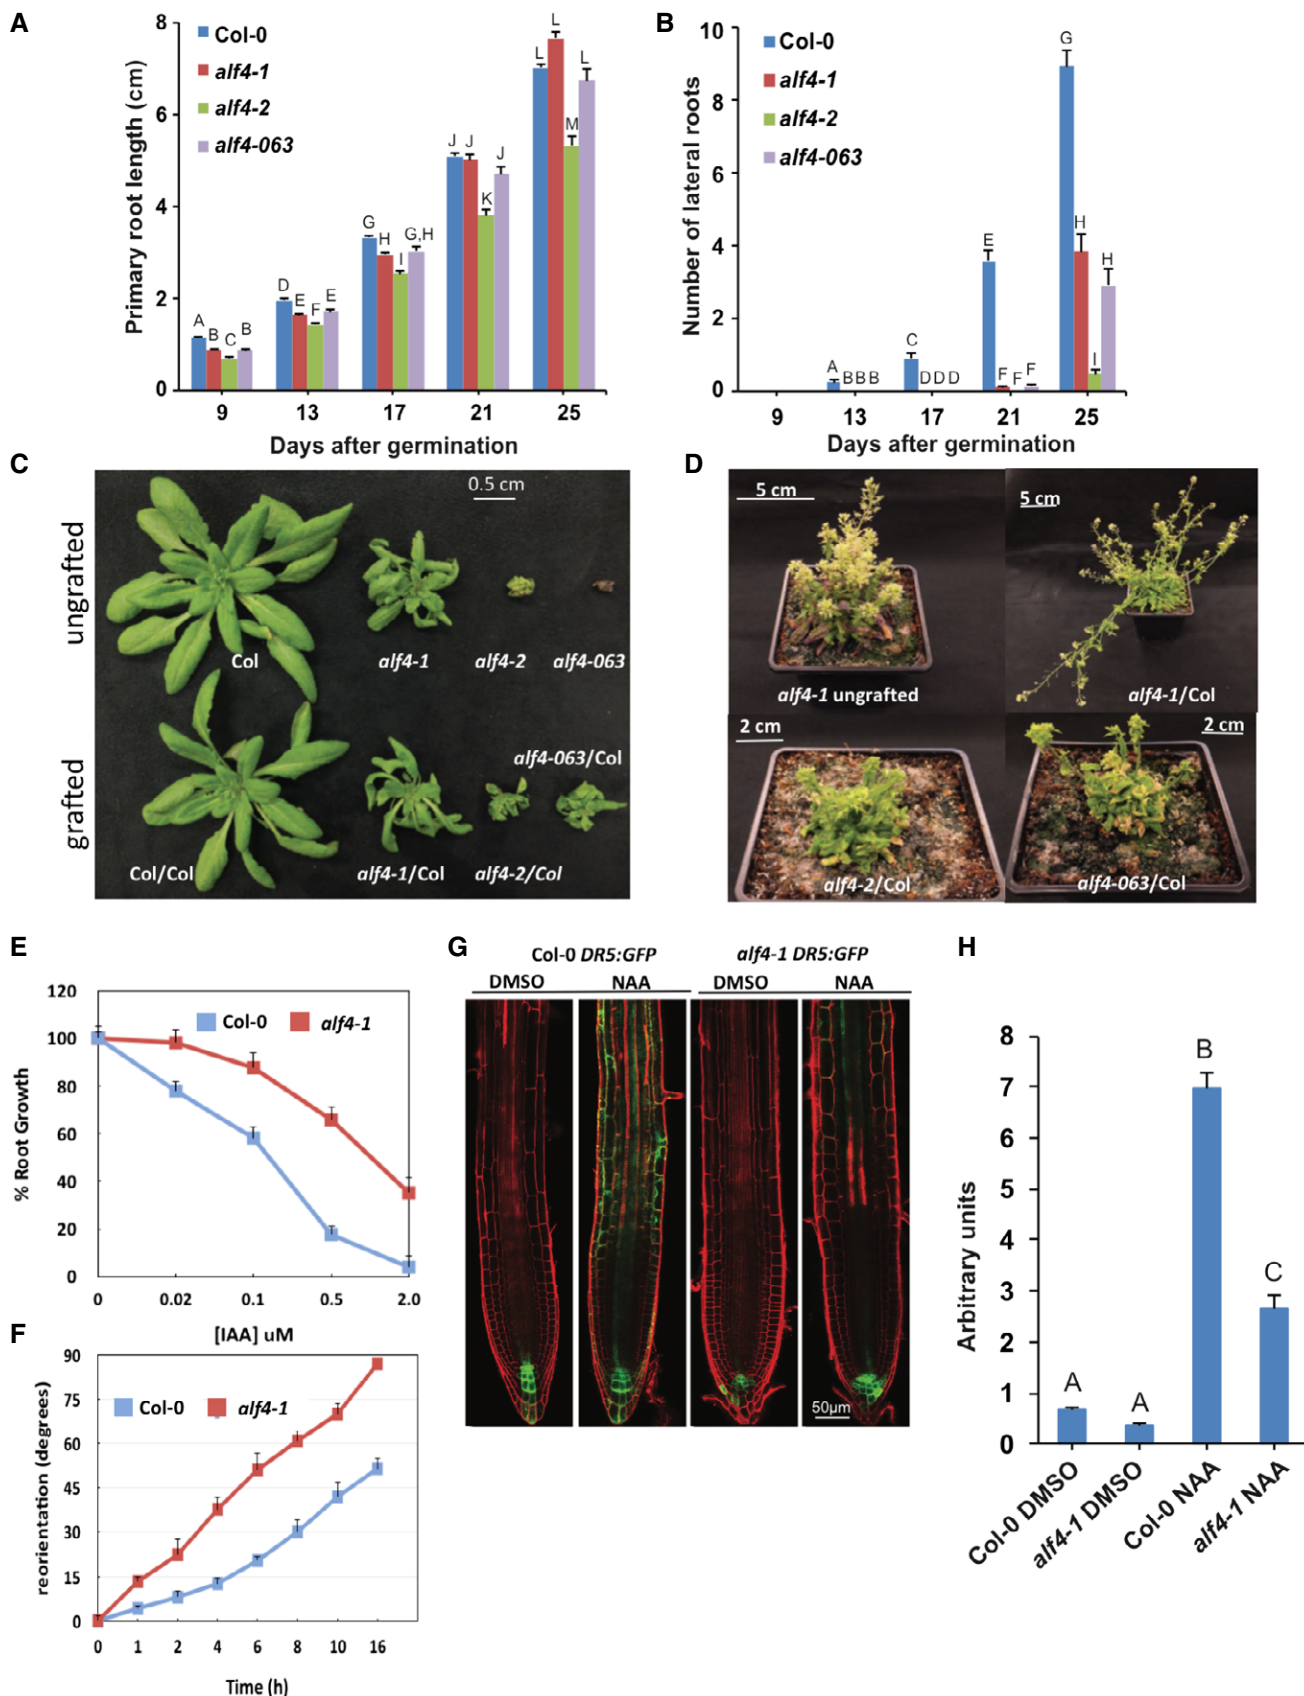 A
Primary root length (cm)
8
6
4
2
0
Col-0
alf4-1
alf4-2
alf4-063
A B C B
D E F E
G H I G,H
J J K J
L L M L
9 13 17 21 25
Days after germination
B
Number of lateral roots
10
8
6
4
2
0
Col-0
alf4-1
alf4-2
alf4-063
A B B B
C D D D
E F F F
G H I H
9 13 17 21 25
Days after germination
C
ungrafted
grafted
0.5 cm
Col alf4-1 alf4-2 alf4-063
alf4-063/Col
Col/Col alf4-1/Col alf4-2/Col
D
5 cm
alf4-1 ungrafted
5 cm
alf4-1/Col
2 cm
alf4-2/Col
2 cm
alf4-063/Col
E
% Root Growth
120
100
80
60
40
20
0
Col-0 alf4-1
0 0.02 0.1 0.5 2.0
[IAA] uM
F
reorientation (degrees)
90
75
60
45
30
15
0
Col-0 alf4-1
0 1 2 4 6 8 10 16
Time (h)
G
Col-0 DR5:GFP alf4-1 DR5:GFP
DMSO NAA DMSO NAA
50µm
H
Arbitrary units
8
7
6
5
4
3
2
1
0
A A B C
Col-0 DMSO
alf4-1 DMSO
Col-0 NAA
alf4-1 NAA